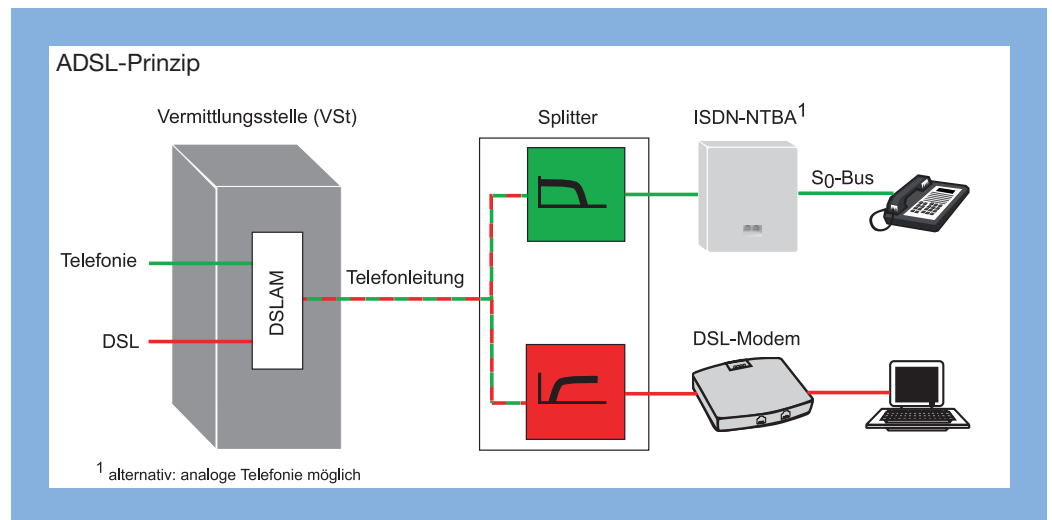 ADSL-Prinzip
Vermittlungsstelle (VSt)
Splitter
ISDN-NTBA1
S0-Bus
Telefonie
DSLAM
Telefonleitung
DSL
DSL-Modem
1 alternativ: analoge Telefonie möglich